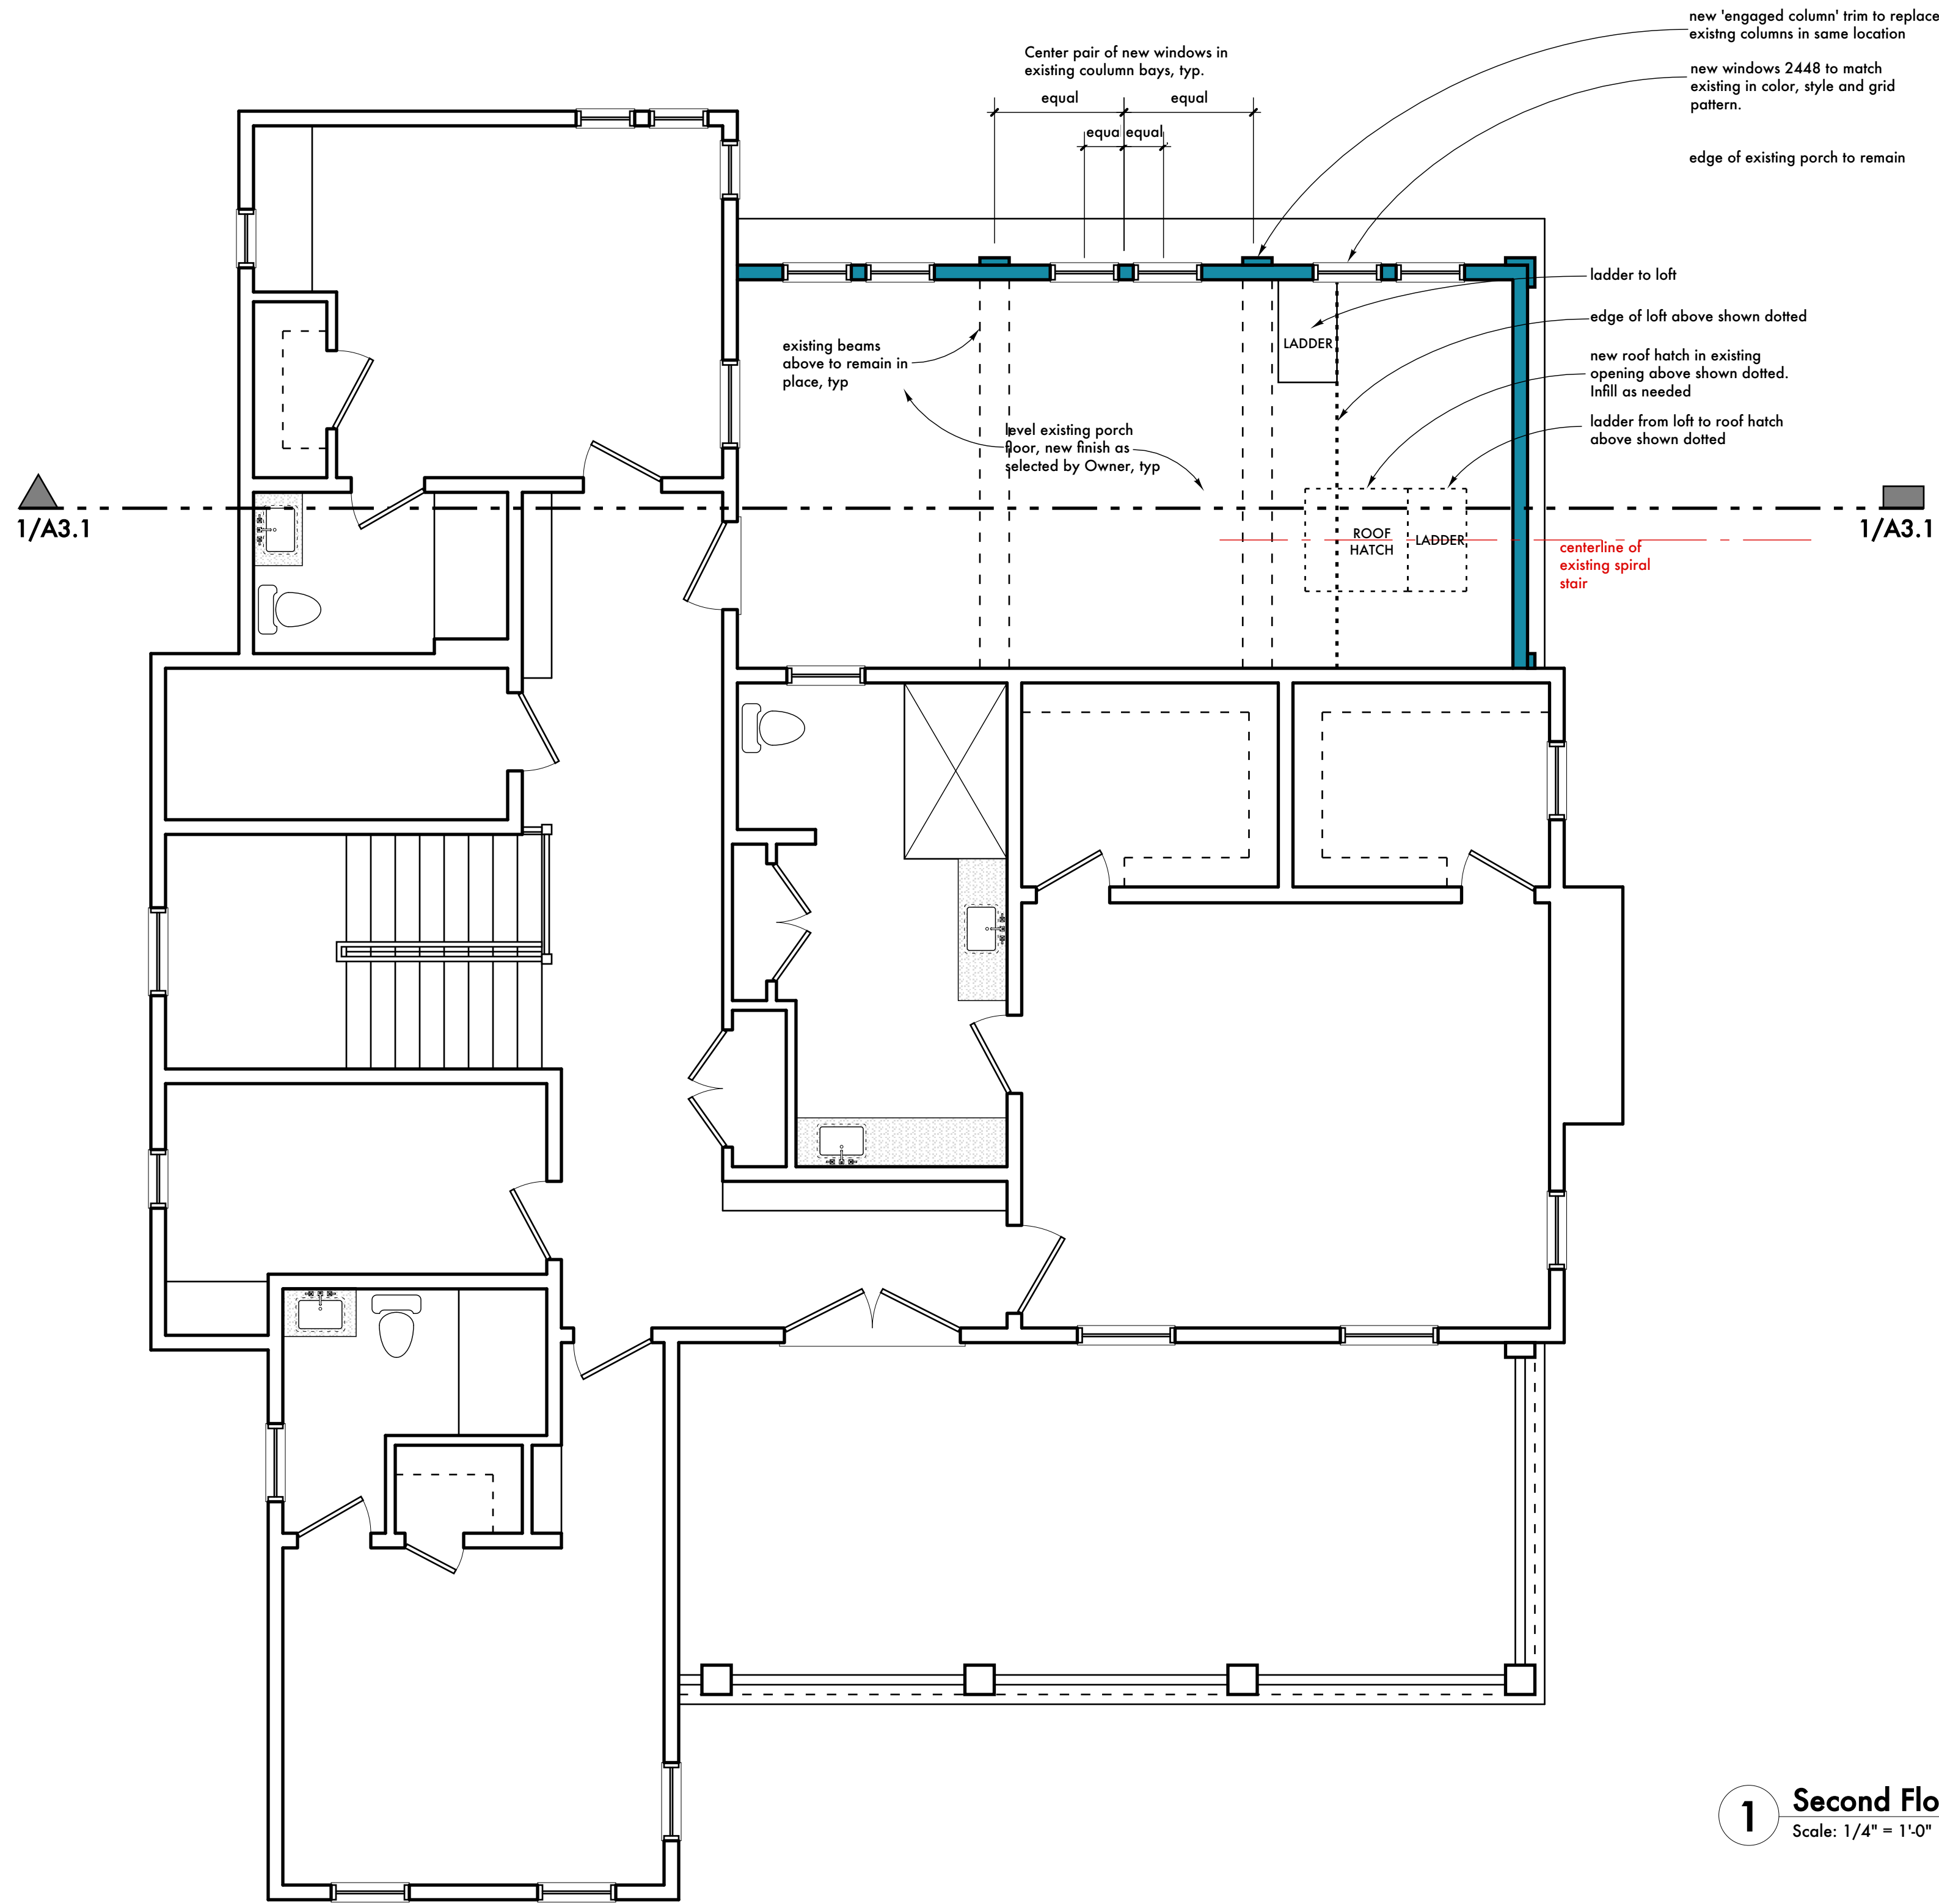 new 'engaged column' trim to replace
existng columns in same location
Center pair of new windows in
existing coulumn bays, typ.
new windows 2448 to match
existing in color, style and grid
pattern.
equal
equal
equa
equal
edge of existing porch to remain
ladder to loft
edge of loft above shown dotted
existing beams
above to remain in
place, typ
LADDER
new roof hatch in existing
opening above shown dotted.
Infill as needed
level existing porch
floor, new finish as
selected by Owner, typ
ladder from loft to roof hatch
above shown dotted
1/A3.1
1/A3.1
ROOF
HATCH
LADDER
centerline of
existing spiral
stair
1
Second Flo
Scale: 1/4" = 1'-0"